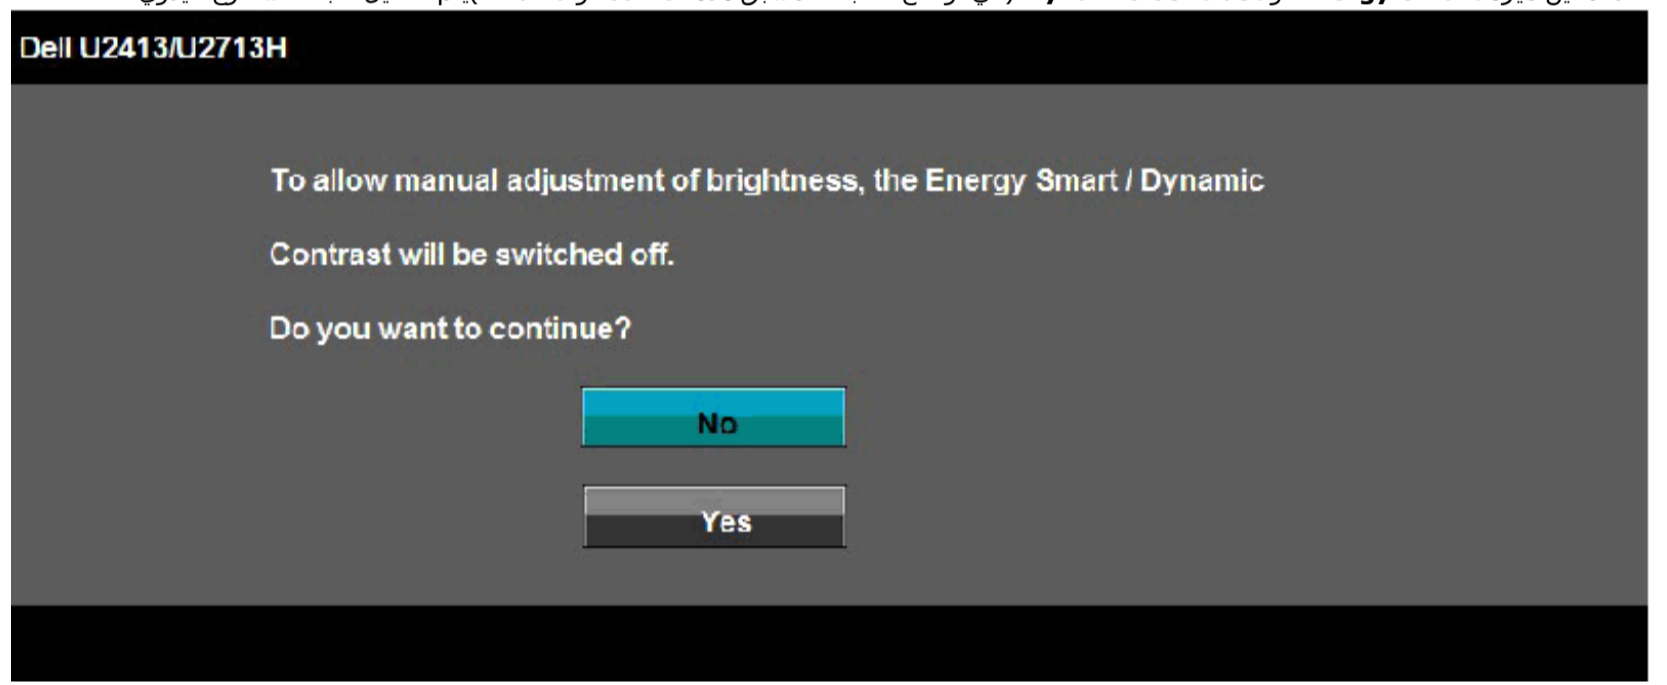 Dell U2413/U2713H
To allow manual adjustment of brightness, the Energy Smart / Dynamic
Contrast will be switched off.
Do you want to continue?
No
Yes